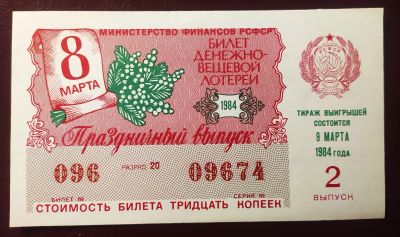 МИНИСТЕРСТВО ФИНАНСОВ РСФСР
8
МАРТА
БИЛЕТ
ДЕНЕЖНО-
ВЕЩЕВОЙ
ЛОТЕРЕИ
1984
Праздничный выпуск
096
РАЗРЯД 20
09674
БИЛЕТ №
СЕРИЯ №
СТОИМОСТЬ БИЛЕТА ТРИДЦАТЬ КОПЕЕК
ТИРАЖ ВЫИГРЫШЕЙ
СОСТОИТСЯ
9 МАРТА
1984 ГОДА
2
ВЫПУСК